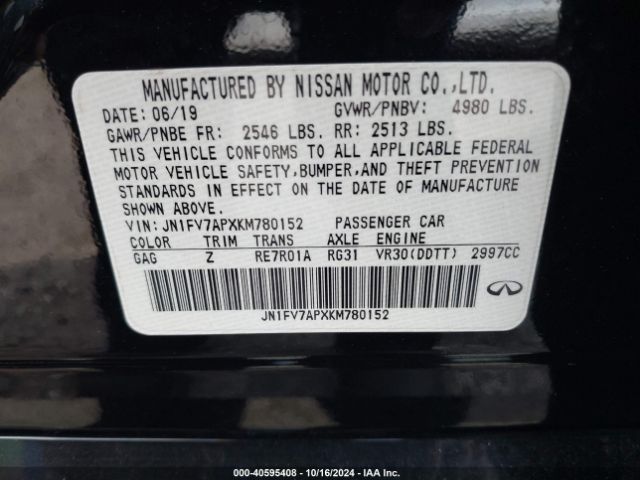 MANUFACTURED BY NISSAN MOTOR CO.,LTD.
DATE: 06/19 GVWR/PNBV: 4980 LBS.
GAWR/PNBE FR: 2546 LBS. RR: 2513 LBS.
THIS VEHICLE CONFORMS TO ALL APPLICABLE FEDERAL
MOTOR VEHICLE SAFETY,BUMPER,AND THEFT PREVENTION
STANDARDS IN EFFECT ON THE DATE OF MANUFACTURE
SHOWN ABOVE.
VIN: JN1FV7APXKM780152 PASSENGER CAR
COLOR TRIM TRANS AXLE ENGINE
GAG Z RE7R01A RG31 VR30(DDTT) 2997CC
JN1FV7APXKM780152
000-40595408 - 10/16/2024 - IAA Inc.